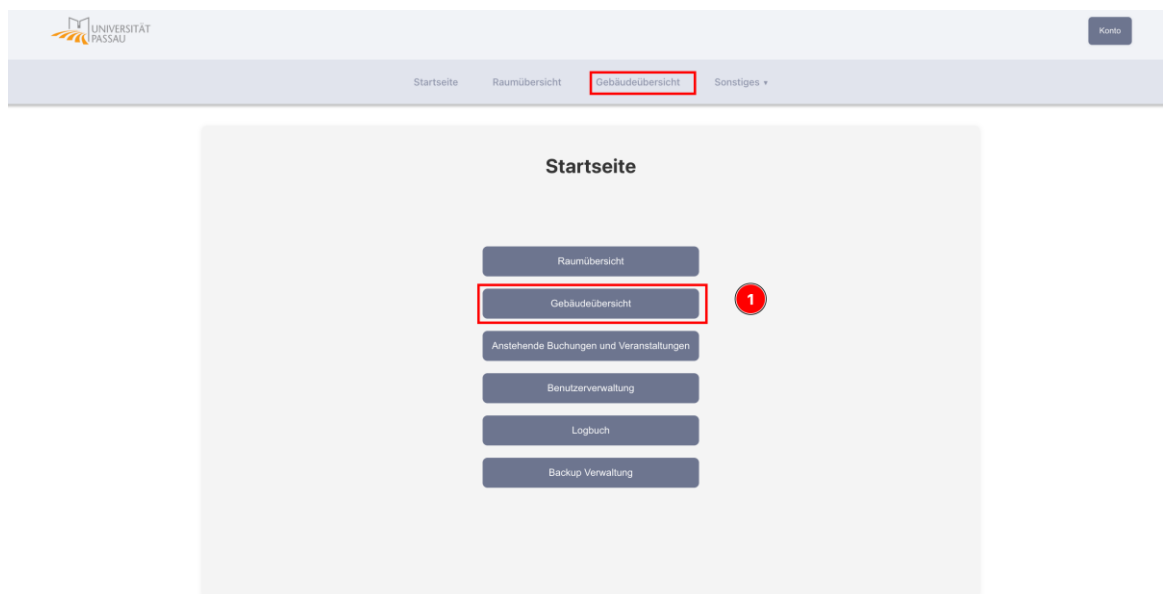 UNIVERSITÄT
PASSAU
Konto
Startseite Raumübersicht Gebäudeübersicht Sonstiges ▾
Startseite
Raumübersicht
Gebäudeübersicht
1
Anstehende Buchungen und Veranstaltungen
Benutzerverwaltung
Logbuch
Backup Verwaltung